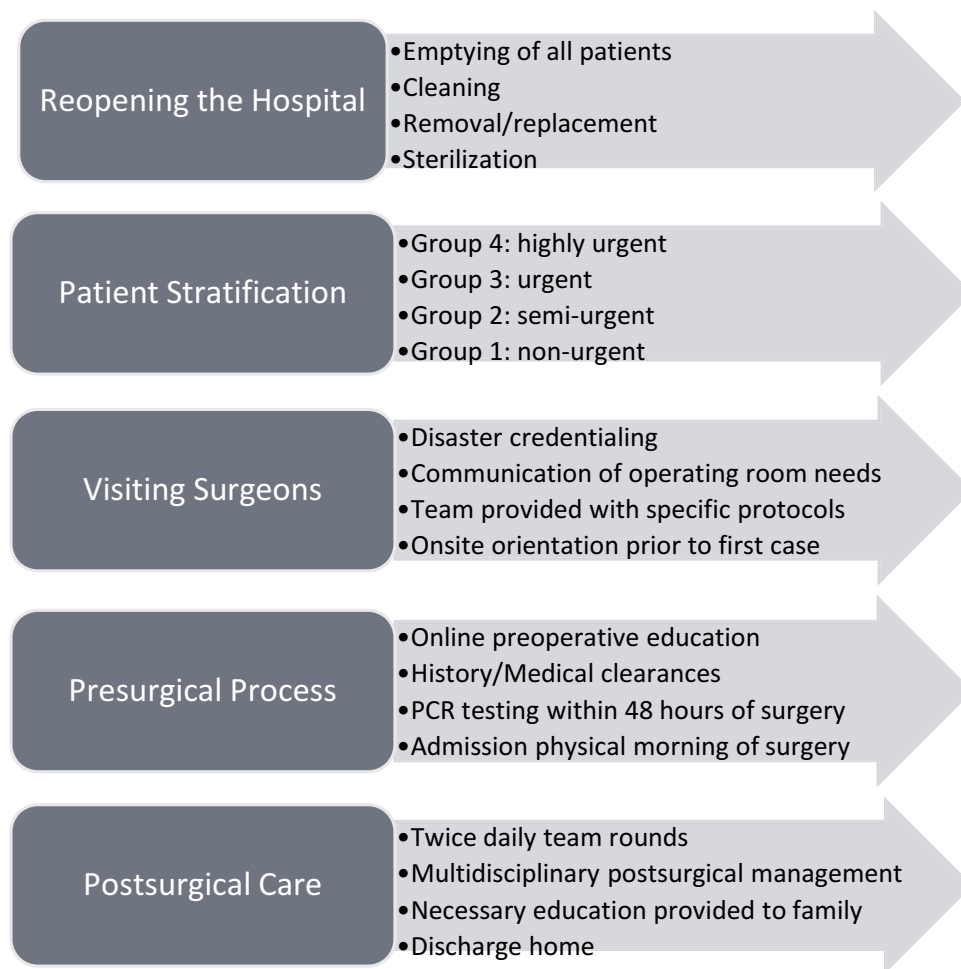 Reopening the Hospital
•Emptying of all patients
•Cleaning
•Removal/replacement
•Sterilization
Patient Stratification
•Group 4: highly urgent
•Group 3: urgent
•Group 2: semi-urgent
•Group 1: non-urgent
Visiting Surgeons
•Disaster credentialing
•Communication of operating room needs
•Team provided with specific protocols
•Onsite orientation prior to first case
Presurgical Process
•Online preoperative education
•History/Medical clearances
•PCR testing within 48 hours of surgery
•Admission physical morning of surgery
Postsurgical Care
•Twice daily team rounds
•Multidisciplinary postsurgical management
•Necessary education provided to family
•Discharge home